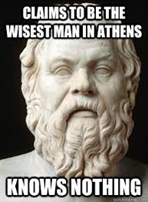 CLAIMS TO BE THE
WISEST MAN IN ATHENS
KNOWS NOTHING